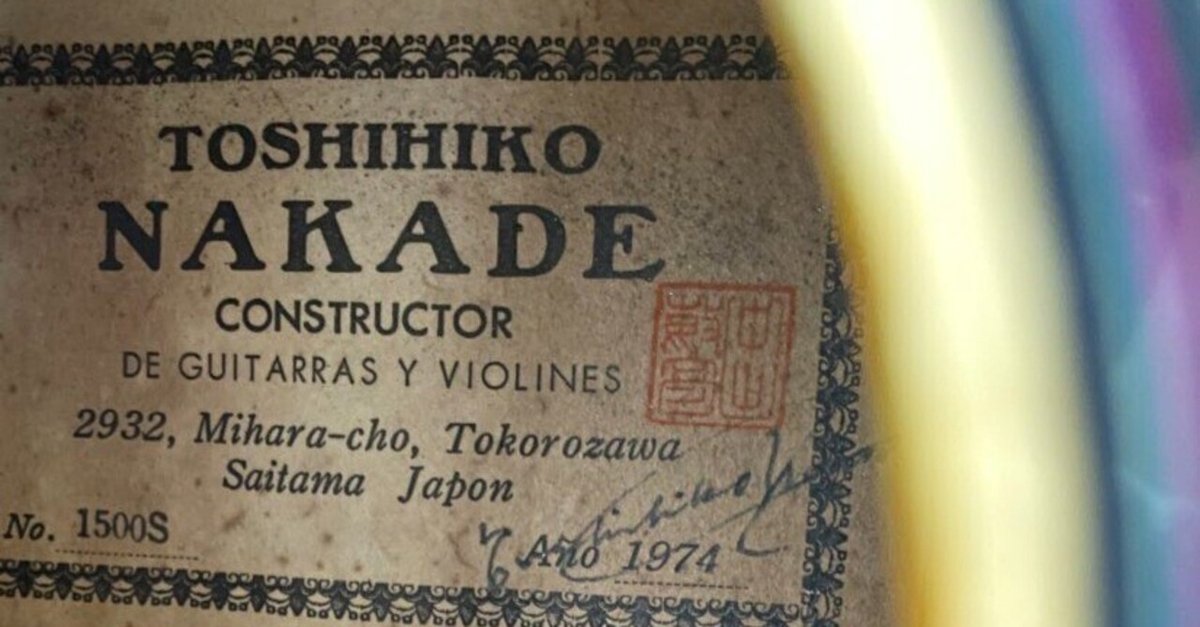 TOSHIHIKO
NAKADE
CONSTRUCTOR
DE GUITARRAS Y VIOLINES
2932, Mihara-cho, Tokorozawa
Saitama Japon
No. 1500S
Año 1974